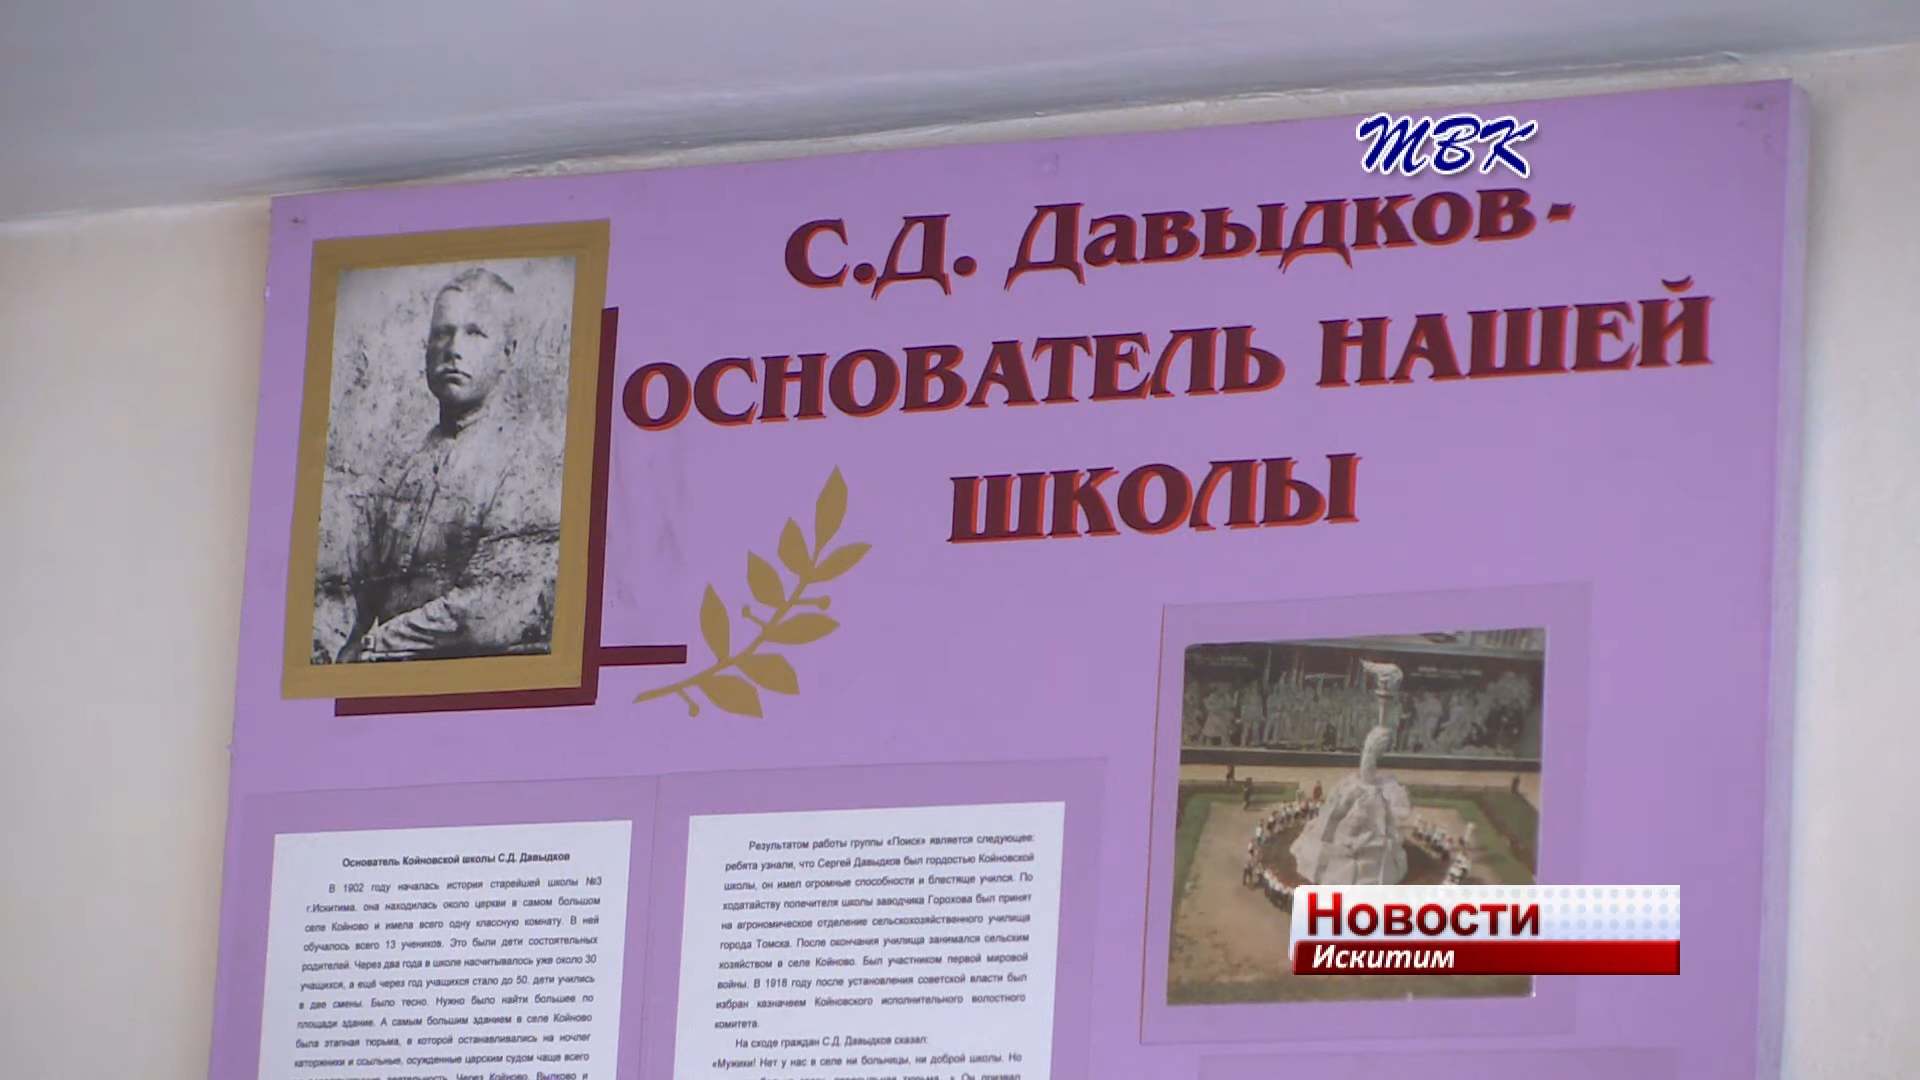 ТВК
С.Д. Давыдков-
ОСНОВАТЕЛЬ НАШЕЙ
ШКОЛЫ
Основатель Койновской школы С.Д. Давыдков
В 1902 году началась история старейшей школы №3
г.Искитима. она находилась около церкви в самом большом
селе Койново и имела всего одну классную комнату. В ней
обучалось всего 13 учеников. Это были дети состоятельных
родителей. Через два года в школе насчитывалось уже около 30
учащихся, а ещё через год учащихся стало до 50. дети учились
в две смены. Было тесно. Нужно было найти большее по
площади здание. А самым большим зданием в селе Койново
была этапная тюрьма, в которой останавливались на ночлег
каторжники и ссыльные, осужденные царским судом чаще всего
деятельность. Через Койново, Вылково и
Результатом работы группы «Поиск» является следующее:
ребята узнали, что Сергей Давыдков был гордостью Койновской
школы, он имел огромные способности и блестяще учился. По
ходатайству попечителя школы заводчика Горохова был принят
на агрономическое отделение сельскохозяйственного училища
города Томска. После окончания училища занимался сельским
хозяйством в селе Койново. Был участником первой мировой
войны. В 1918 году после установления советской власти был
избран казначеем Койновского исполнительного волостного
комитета.
На сходе граждан С.Д. Давыдков сказал:
«Мужики! Нет у нас в селе ни больницы, ни доброй школы. Но
тюрьма.» Он призвал
Новости
Искитим